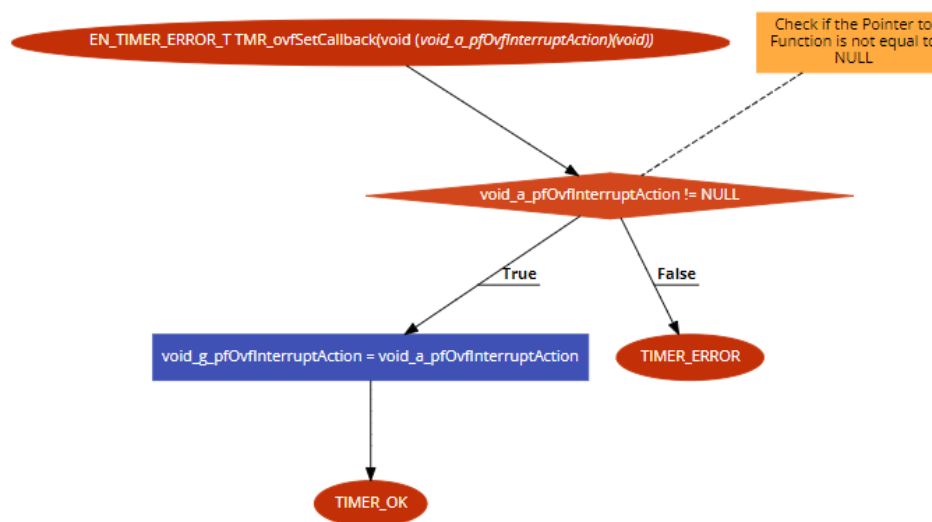 EN_TIMER_ERROR_T TMR_ovfSetCallback(void (void_a_pfOvfInterruptAction)(void))
Check if the Pointer to
Function is not equal to
NULL
void_a_pfOvfInterruptAction != NULL
True
False
void_g_pfOvfInterruptAction = void_a_pfOvfInterruptAction
TIMER_ERROR
TIMER_OK